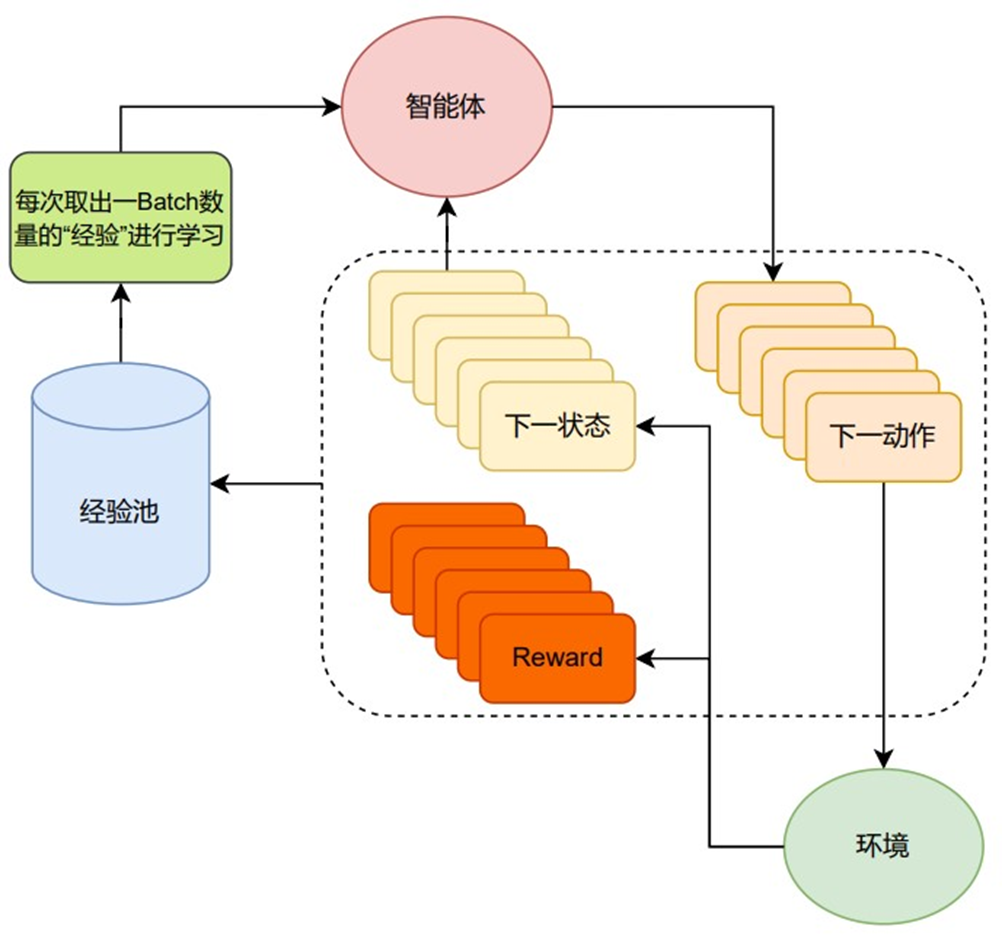 智能体
每次取出一Batch数
量的“经验”进行学习
下一状态
下一动作
经验池
Reward
环境